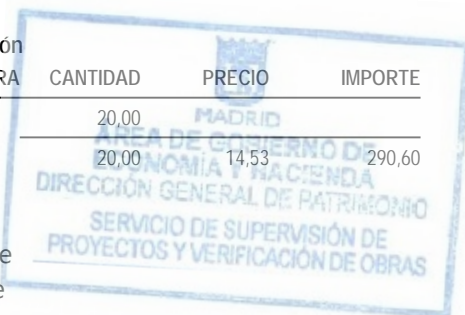 ón
RA CANTIDAD PRECIO IMPORTE
20,00
MADRID
ÁREA DE GOBIERNO DE
20,00 14,53 290,60
ECONOMÍA Y HACIENDA
DIRECCIÓN GENERAL DE PATRIMONIO
SERVICIO DE SUPERVISIÓN DE
PROYECTOS Y VERIFICACIÓN DE OBRAS
e
e